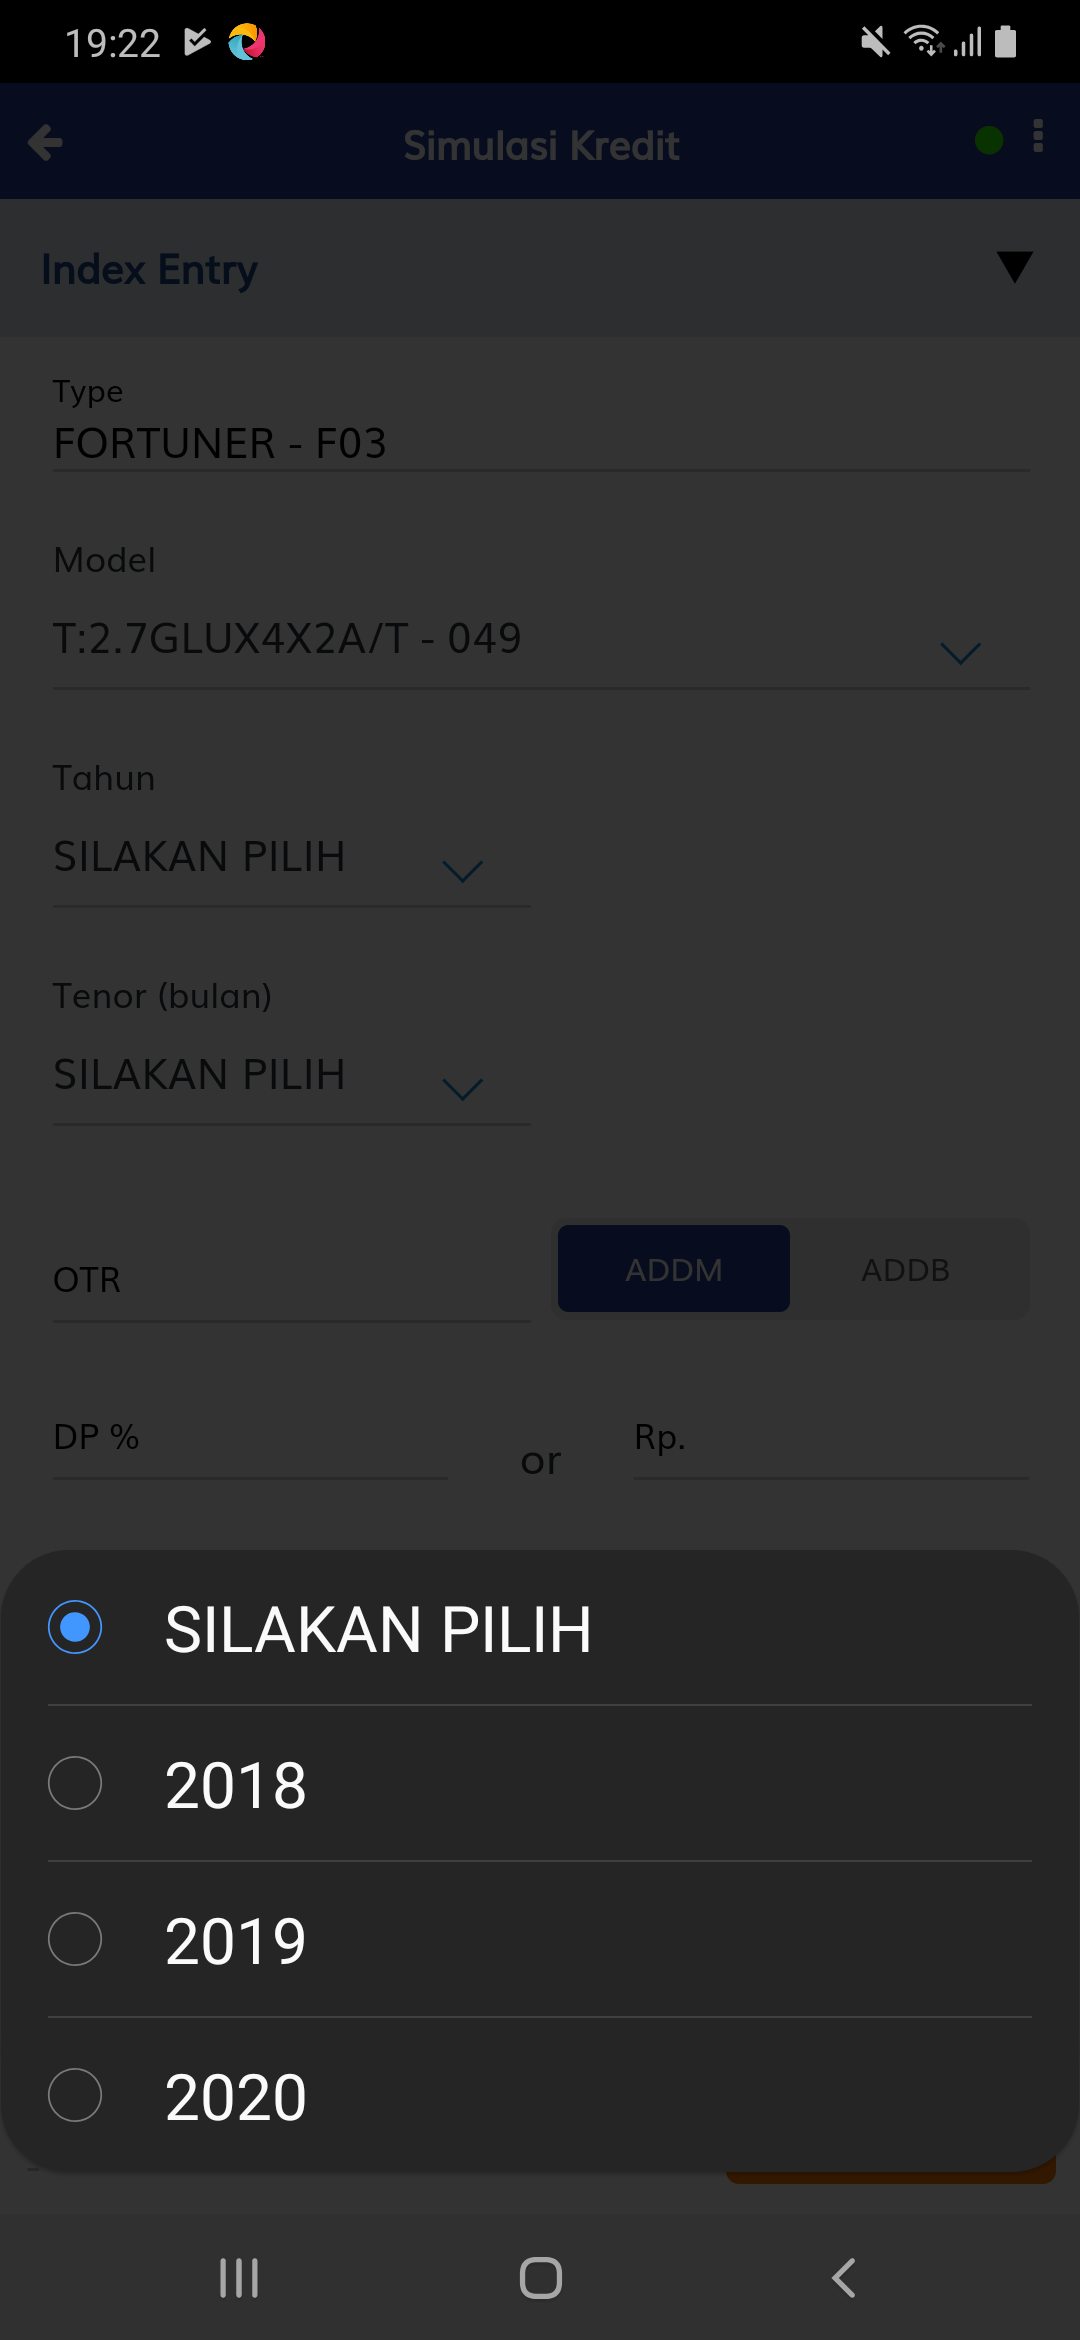 19:22
Simulasi Kredit
Index Entry
Type
FORTUNER - F03
Model
T:2.7GLUX4X2A/T - 049
Tahun
SILAKAN PILIH
Tenor (bulan)
SILAKAN PILIH
OTR
ADDM
ADDB
DP %
or
Rp.
SILAKAN PILIH
2018
2019
2020